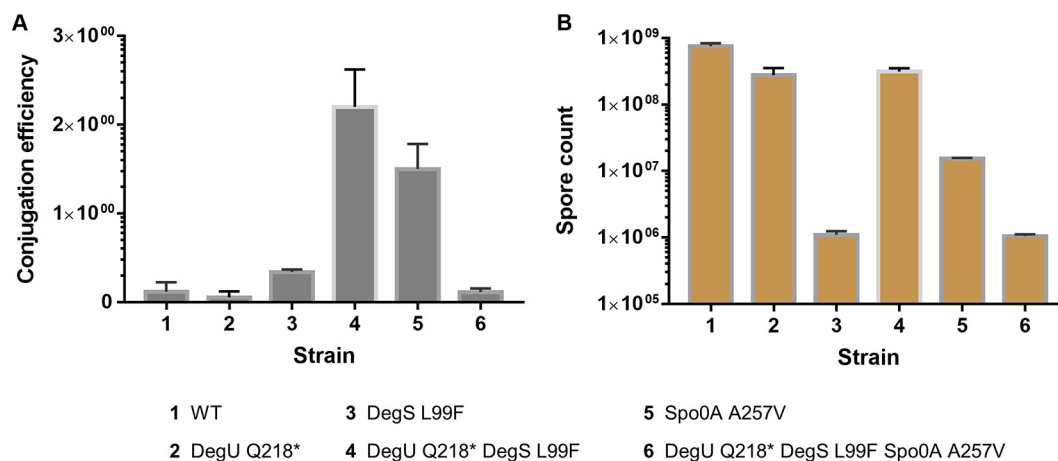 A
Conjugation efficiency
3×10⁰⁰
2×10⁰⁰
1×10⁰⁰
0
1 2 3 4 5 6
Strain
B
Spore count
1×10⁰⁹
1×10⁰⁸
1×10⁰⁷
1×10⁰⁶
1×10⁰⁵
1 2 3 4 5 6
Strain
1 WT
2 DegU Q218*
3 DegS L99F
4 DegU Q218* DegS L99F
5 Spo0A A257V
6 DegU Q218* DegS L99F Spo0A A257V